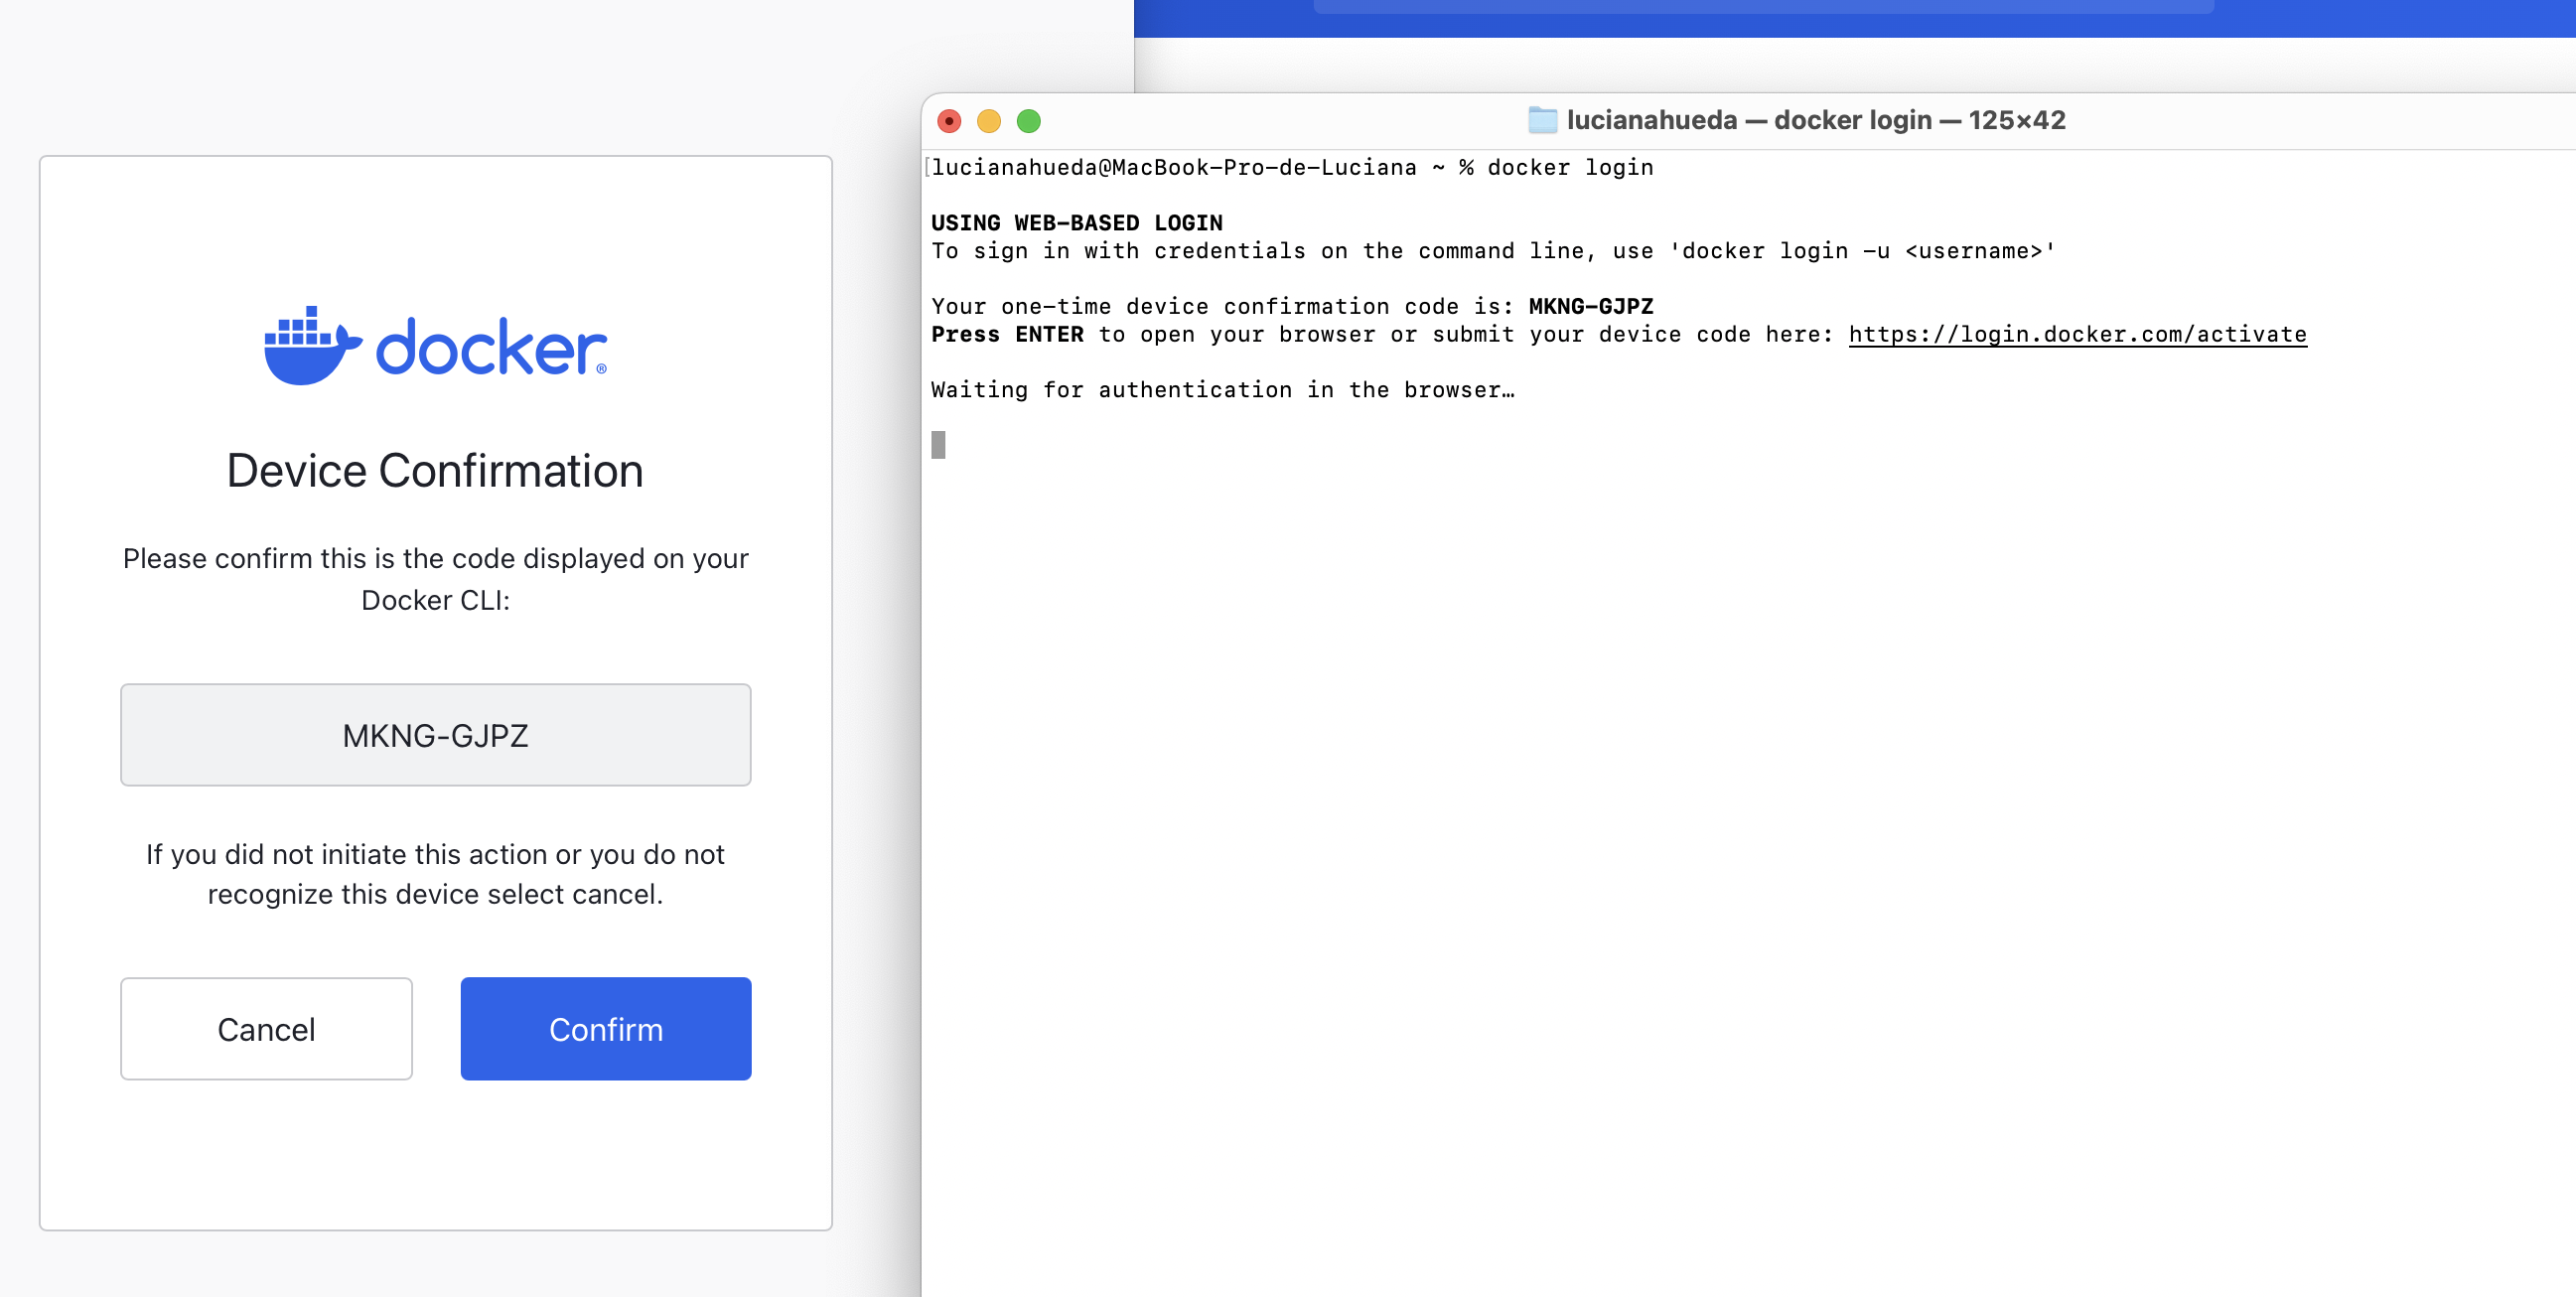 docker®
Device Confirmation
Please confirm this is the code displayed on your
Docker CLI:
MKNG-GJPZ
If you did not initiate this action or you do not
recognize this device select cancel.
Cancel
Confirm
lucianahueda — docker login — 125×42
[lucianahueda@MacBook-Pro-de-Luciana ~ % docker login
USING WEB-BASED LOGIN
To sign in with credentials on the command line, use 'docker login -u <username>'
Your one-time device confirmation code is: MKNG-GJPZ
Press ENTER to open your browser or submit your device code here: https://login.docker.com/activate
Waiting for authentication in the browser…